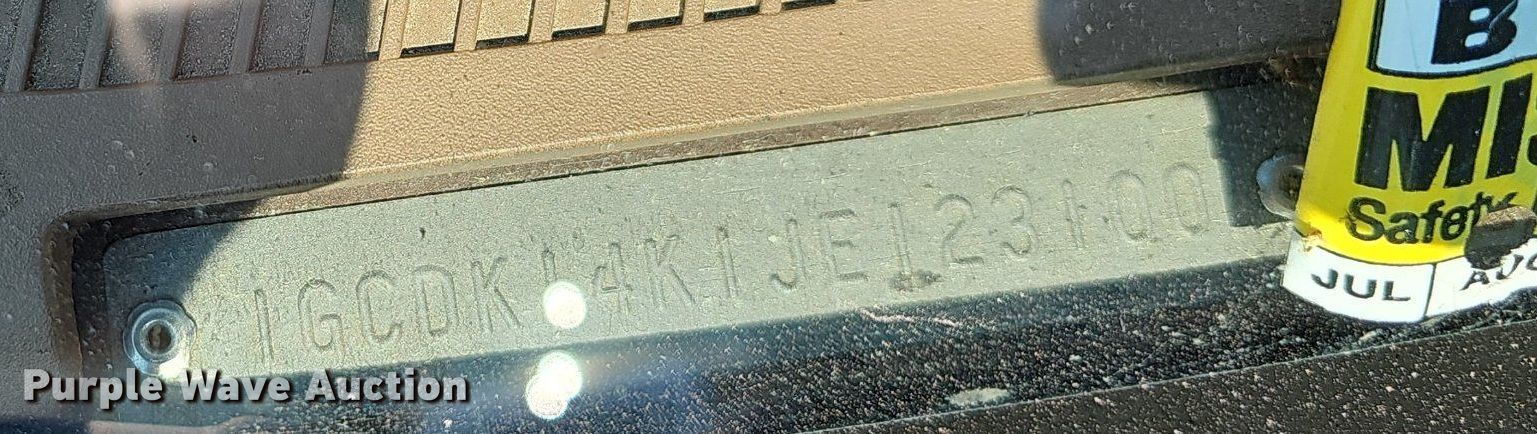 1GCDK14K1JE123100
Safety
JUL
Purple Wave Auction